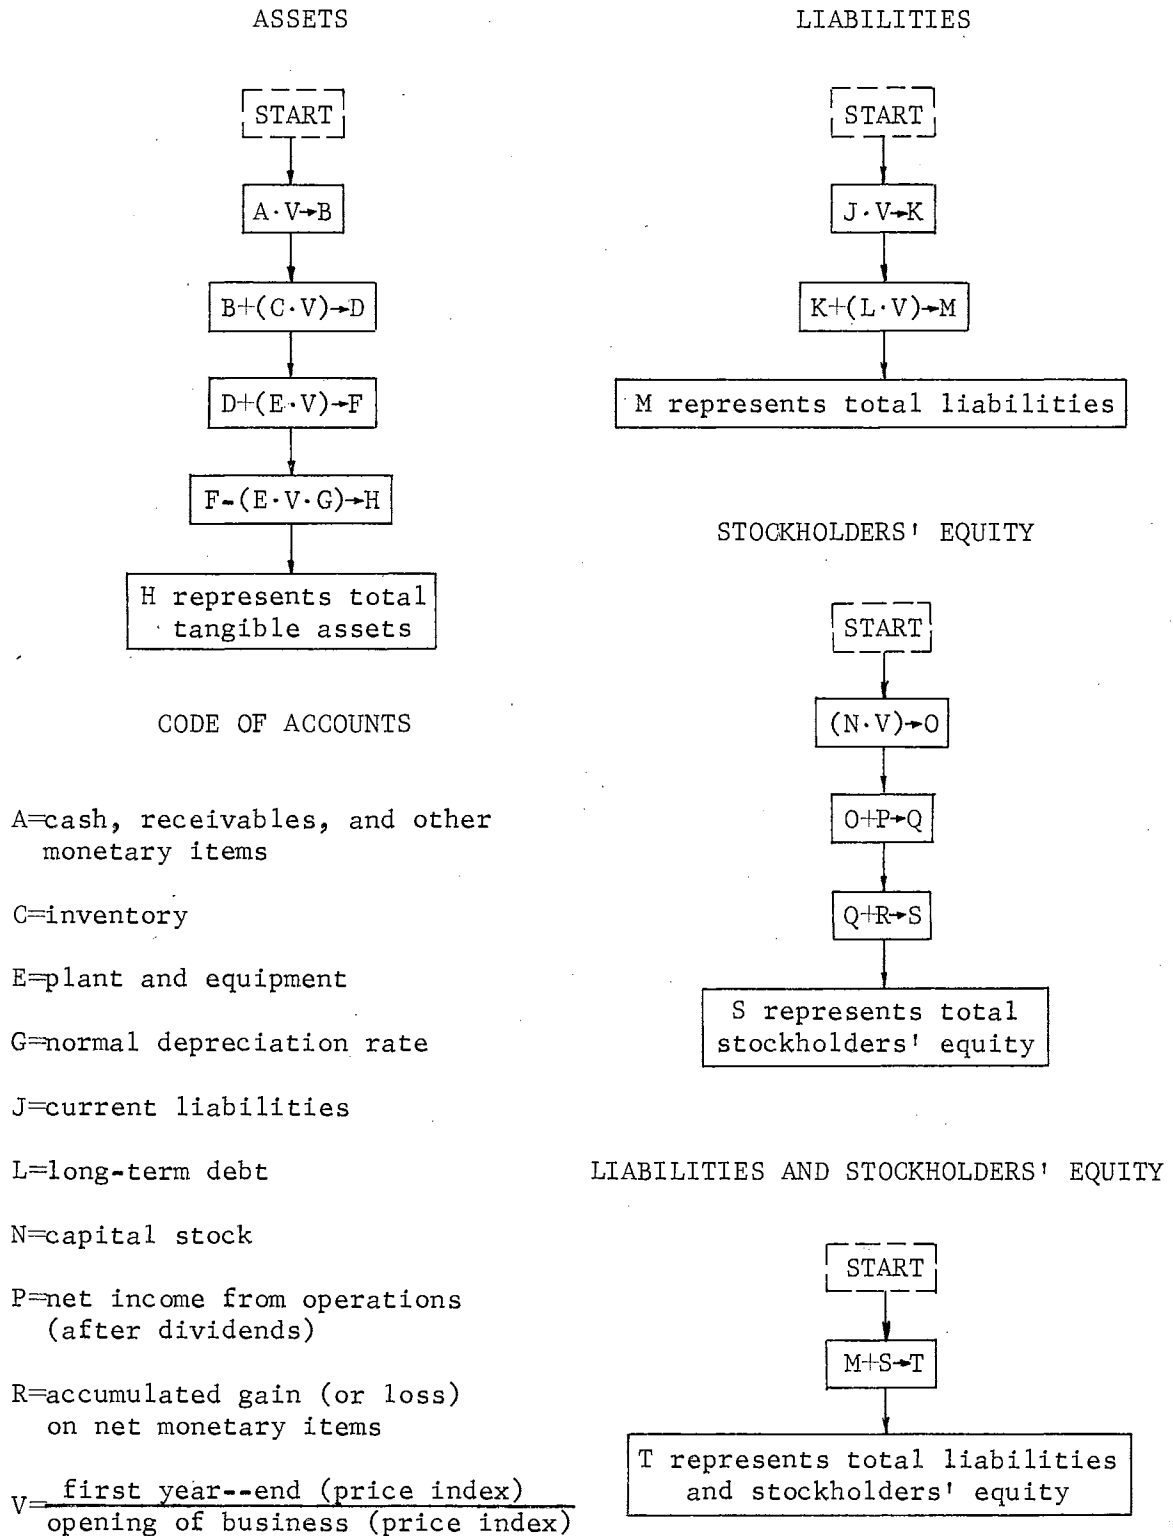 ASSETS
START
A·V→B
B+(C·V)→D
D+(E·V)→F
F-(E·V·G)→H
H represents total
tangible assets
CODE OF ACCOUNTS
A=cash, receivables, and other
monetary items
C=inventory
E=plant and equipment
G=normal depreciation rate
J=current liabilities
L=long-term debt
N=capital stock
P=net income from operations
(after dividends)
R=accumulated gain (or loss)
on net monetary items
V=first year--end (price index)
opening of business (price index)
LIABILITIES
START
J·V→K
K+(L·V)→M
M represents total liabilities
STOCKHOLDERS' EQUITY
START
(N·V)→O
O+P→Q
Q+R→S
S represents total
stockholders' equity
LIABILITIES AND STOCKHOLDERS' EQUITY
START
M+S→T
T represents total liabilities
and stockholders' equity